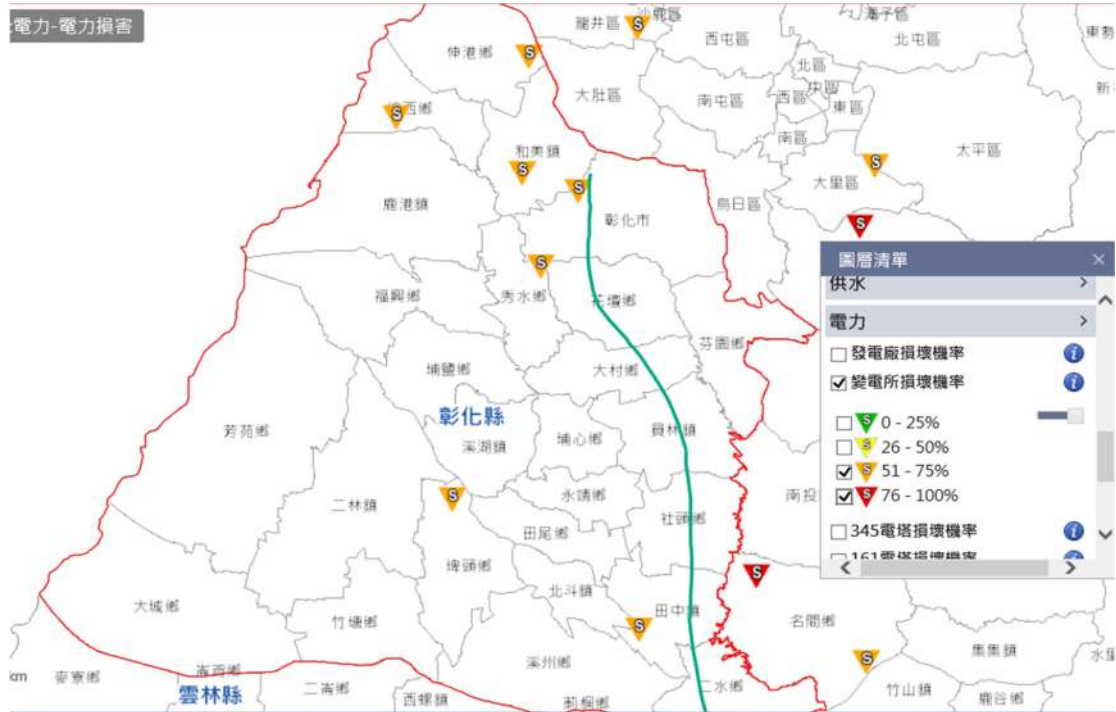 電力-電力損害
龍井區
沙鹿區
西屯區
北屯區
伸港鄉
大肚區
南屯區
北區
中區
西區
東區
南區
太平區
大里區
線西鄉
和美鎮
鹿港鎮
彰化市
烏日區
福興鄉
秀水鄉
花壇鄉
芬園鄉
埔鹽鄉
大村鄉
彰化縣
芳苑鄉
溪湖鎮
埔心鄉
員林鎮
二林鎮
永靖鄉
社頭鄉
南投
田尾鄉
埤頭鄉
北斗鎮
田中鎮
名間鄉
大城鄉
竹塘鄉
溪州鄉
集集鎮
km
麥寮鄉
崙背鄉
雲林縣
二崙鄉
西螺鎮
莿桐鄉
二水鄉
竹山鎮
鹿谷鄉
圖層清單
供水
電力
發電廠損壞機率
變電所損壞機率
S 0 - 25%
S 26 - 50%
S 51 - 75%
S 76 - 100%
345電塔損壞機率
161電塔損壞機率